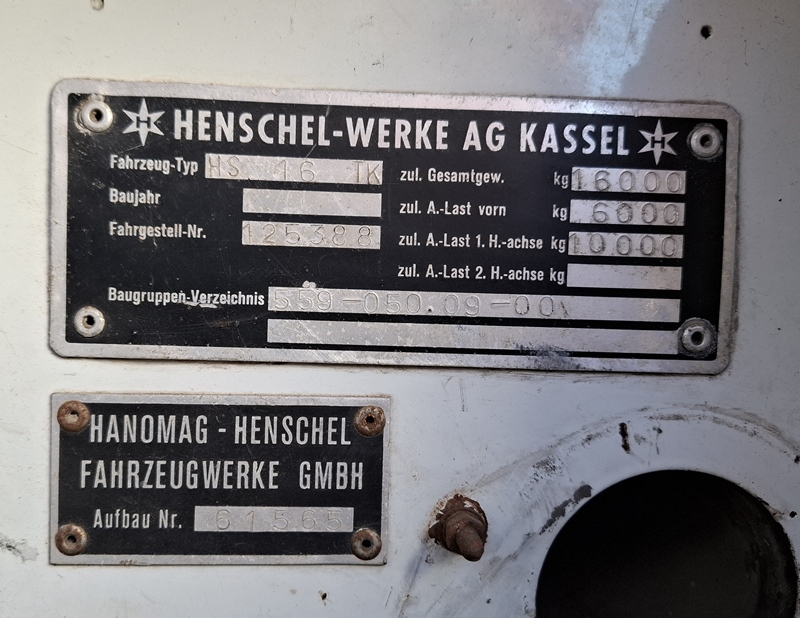 H HENSCHEL-WERKE AG KASSEL H
Fahrzeug-Typ HS 16 TK
Baujahr
Fahrgestell-Nr. 125388
zul. Gesamtgew. kg 16000
zul. A.-Last vorn kg 6000
zul. A.-Last 1. H.-achse kg 10000
zul. A.-Last 2. H.-achse kg
Baugruppen-Verzeichnis 559-050.09-00
HANOMAG - HENSCHEL
FAHRZEUGWERKE GMBH
Aufbau Nr. 61565